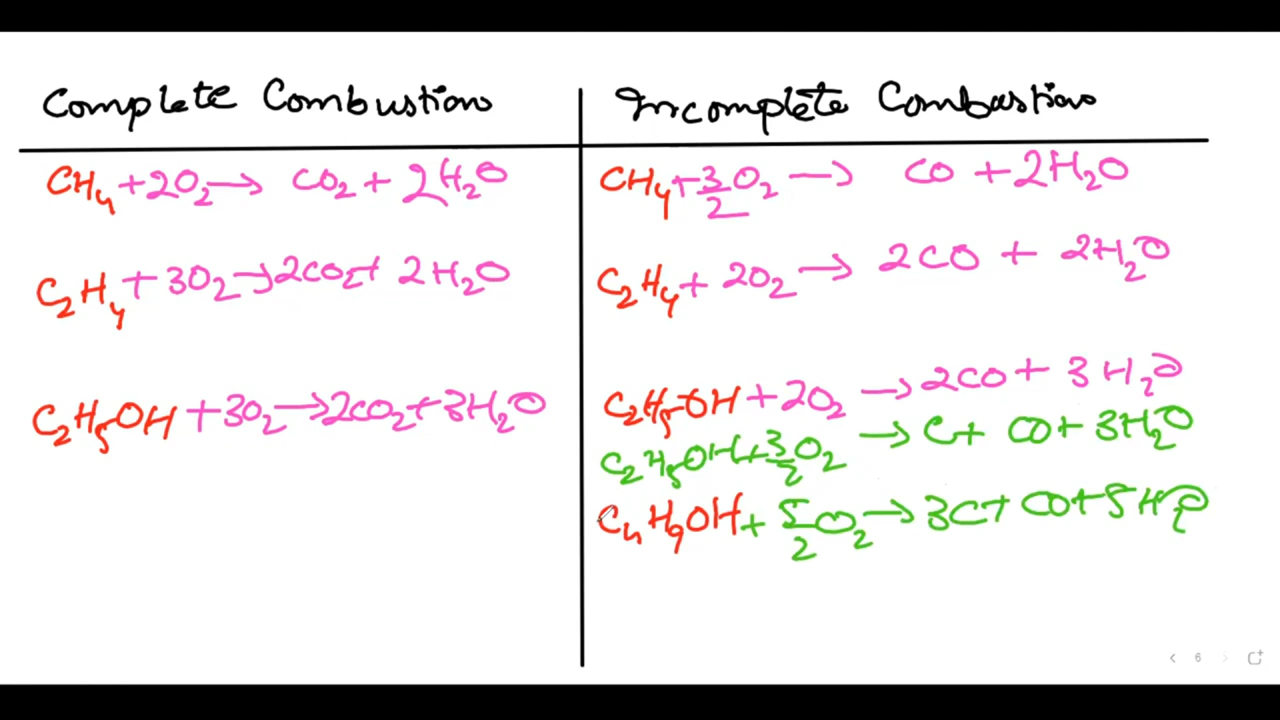 Complete Combustion
CH₄ + 2O₂ → CO₂ + 2H₂O
C₂H₄ + 3O₂ → 2CO₂ + 2H₂O
C₂H₅OH + 3O₂ → 2CO₂ + 3H₂O
Incomplete Combustion
CH₄ + 3/2 O₂ → CO + 2H₂O
C₂H₄ + 2O₂ → 2CO + 2H₂O
C₂H₅OH + 2O₂ → 2CO + 3H₂O
C₂H₅OH + 3/2 O₂ → C + CO + 3H₂O
C₄H₉OH + 5/2 O₂ → 3C + CO + 5H₂O
6